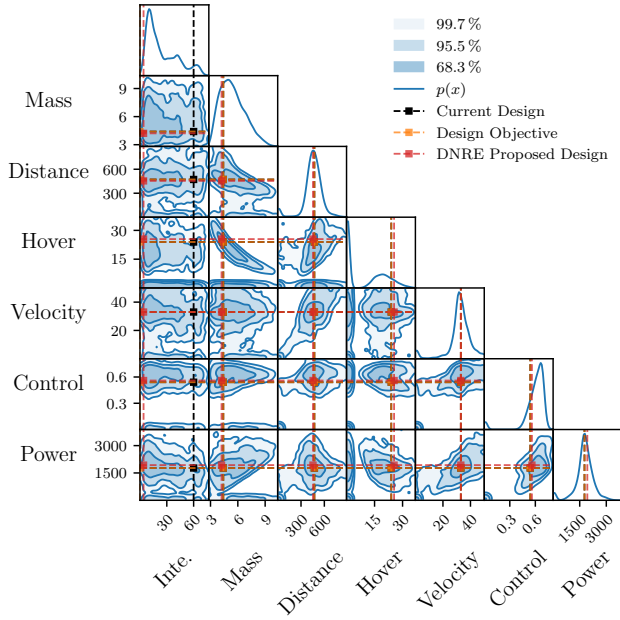 99.7 %
95.5 %
68.3 %
p(x)
Current Design
Design Objective
DNRE Proposed Design
Mass
9
6
3
Distance
600
300
Hover
30
15
Velocity
40
20
Control
0.6
0.3
Power
3000
1500
30 60 3 6 9 300 600 15 30 20 40 0.3 0.6 1500 3000
Inte. Mass Distance Hover Velocity Control Power